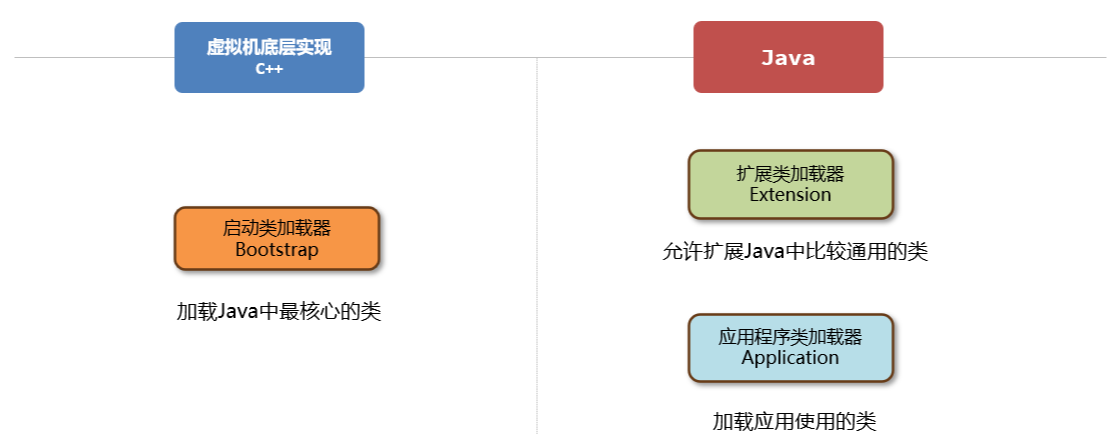 虚拟机底层实现
C++
Java
启动类加载器
Bootstrap
加载Java中最核心的类
扩展类加载器
Extension
允许扩展Java中比较通用的类
应用程序类加载器
Application
加载应用使用的类